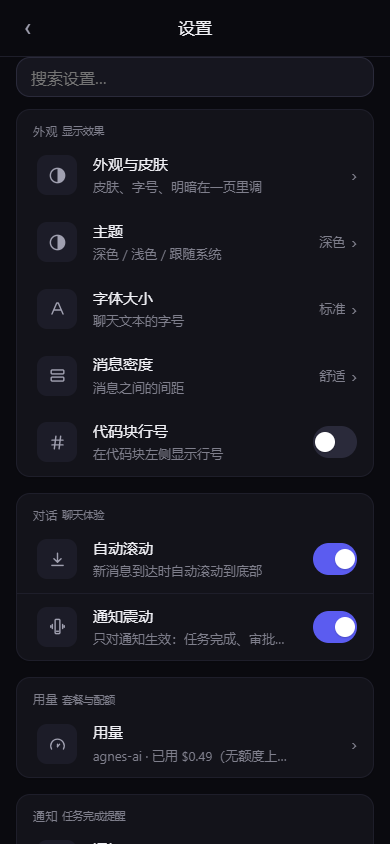 设置
搜索设置...
外观 显示效果
外观与皮肤
皮肤、字号、明暗在一页里调
主题
深色 / 浅色 / 跟随系统
深色
字体大小
聊天文本的字号
标准
消息密度
消息之间的间距
舒适
代码块行号
在代码块左侧显示行号
对话 聊天体验
自动滚动
新消息到达时自动滚动到底部
通知震动
只对通知生效：任务完成、审批...
用量 套餐与配额
用量
agnes-ai · 已用 $0.49（无额度上...
通知 任务完成提醒